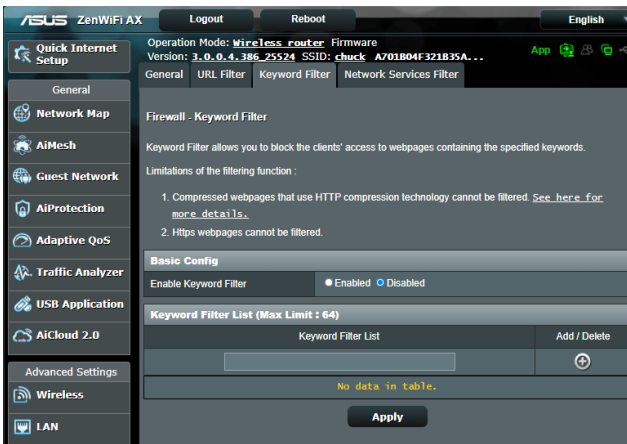 ASUS ZenWiFi AX Logout Reboot English
Quick Internet Setup
Operation Mode: Wireless router Firmware
Version: 3.0.0.4.386_25524 SSID: chuck A701B04F321B35A...
App
General URL Filter Keyword Filter Network Services Filter
General
Network Map
AiMesh
Guest Network
AiProtection
Adaptive QoS
Traffic Analyzer
USB Application
AiCloud 2.0
Advanced Settings
Wireless
LAN
Firewall - Keyword Filter
Keyword Filter allows you to block the clients' access to webpages containing the specified keywords.
Limitations of the filtering function :
1. Compressed webpages that use HTTP compression technology cannot be filtered. See here for
more details.
2. Https webpages cannot be filtered.
Basic Config
Enable Keyword Filter Enabled Disabled
Keyword Filter List (Max Limit : 64)
Keyword Filter List Add / Delete
No data in table.
Apply